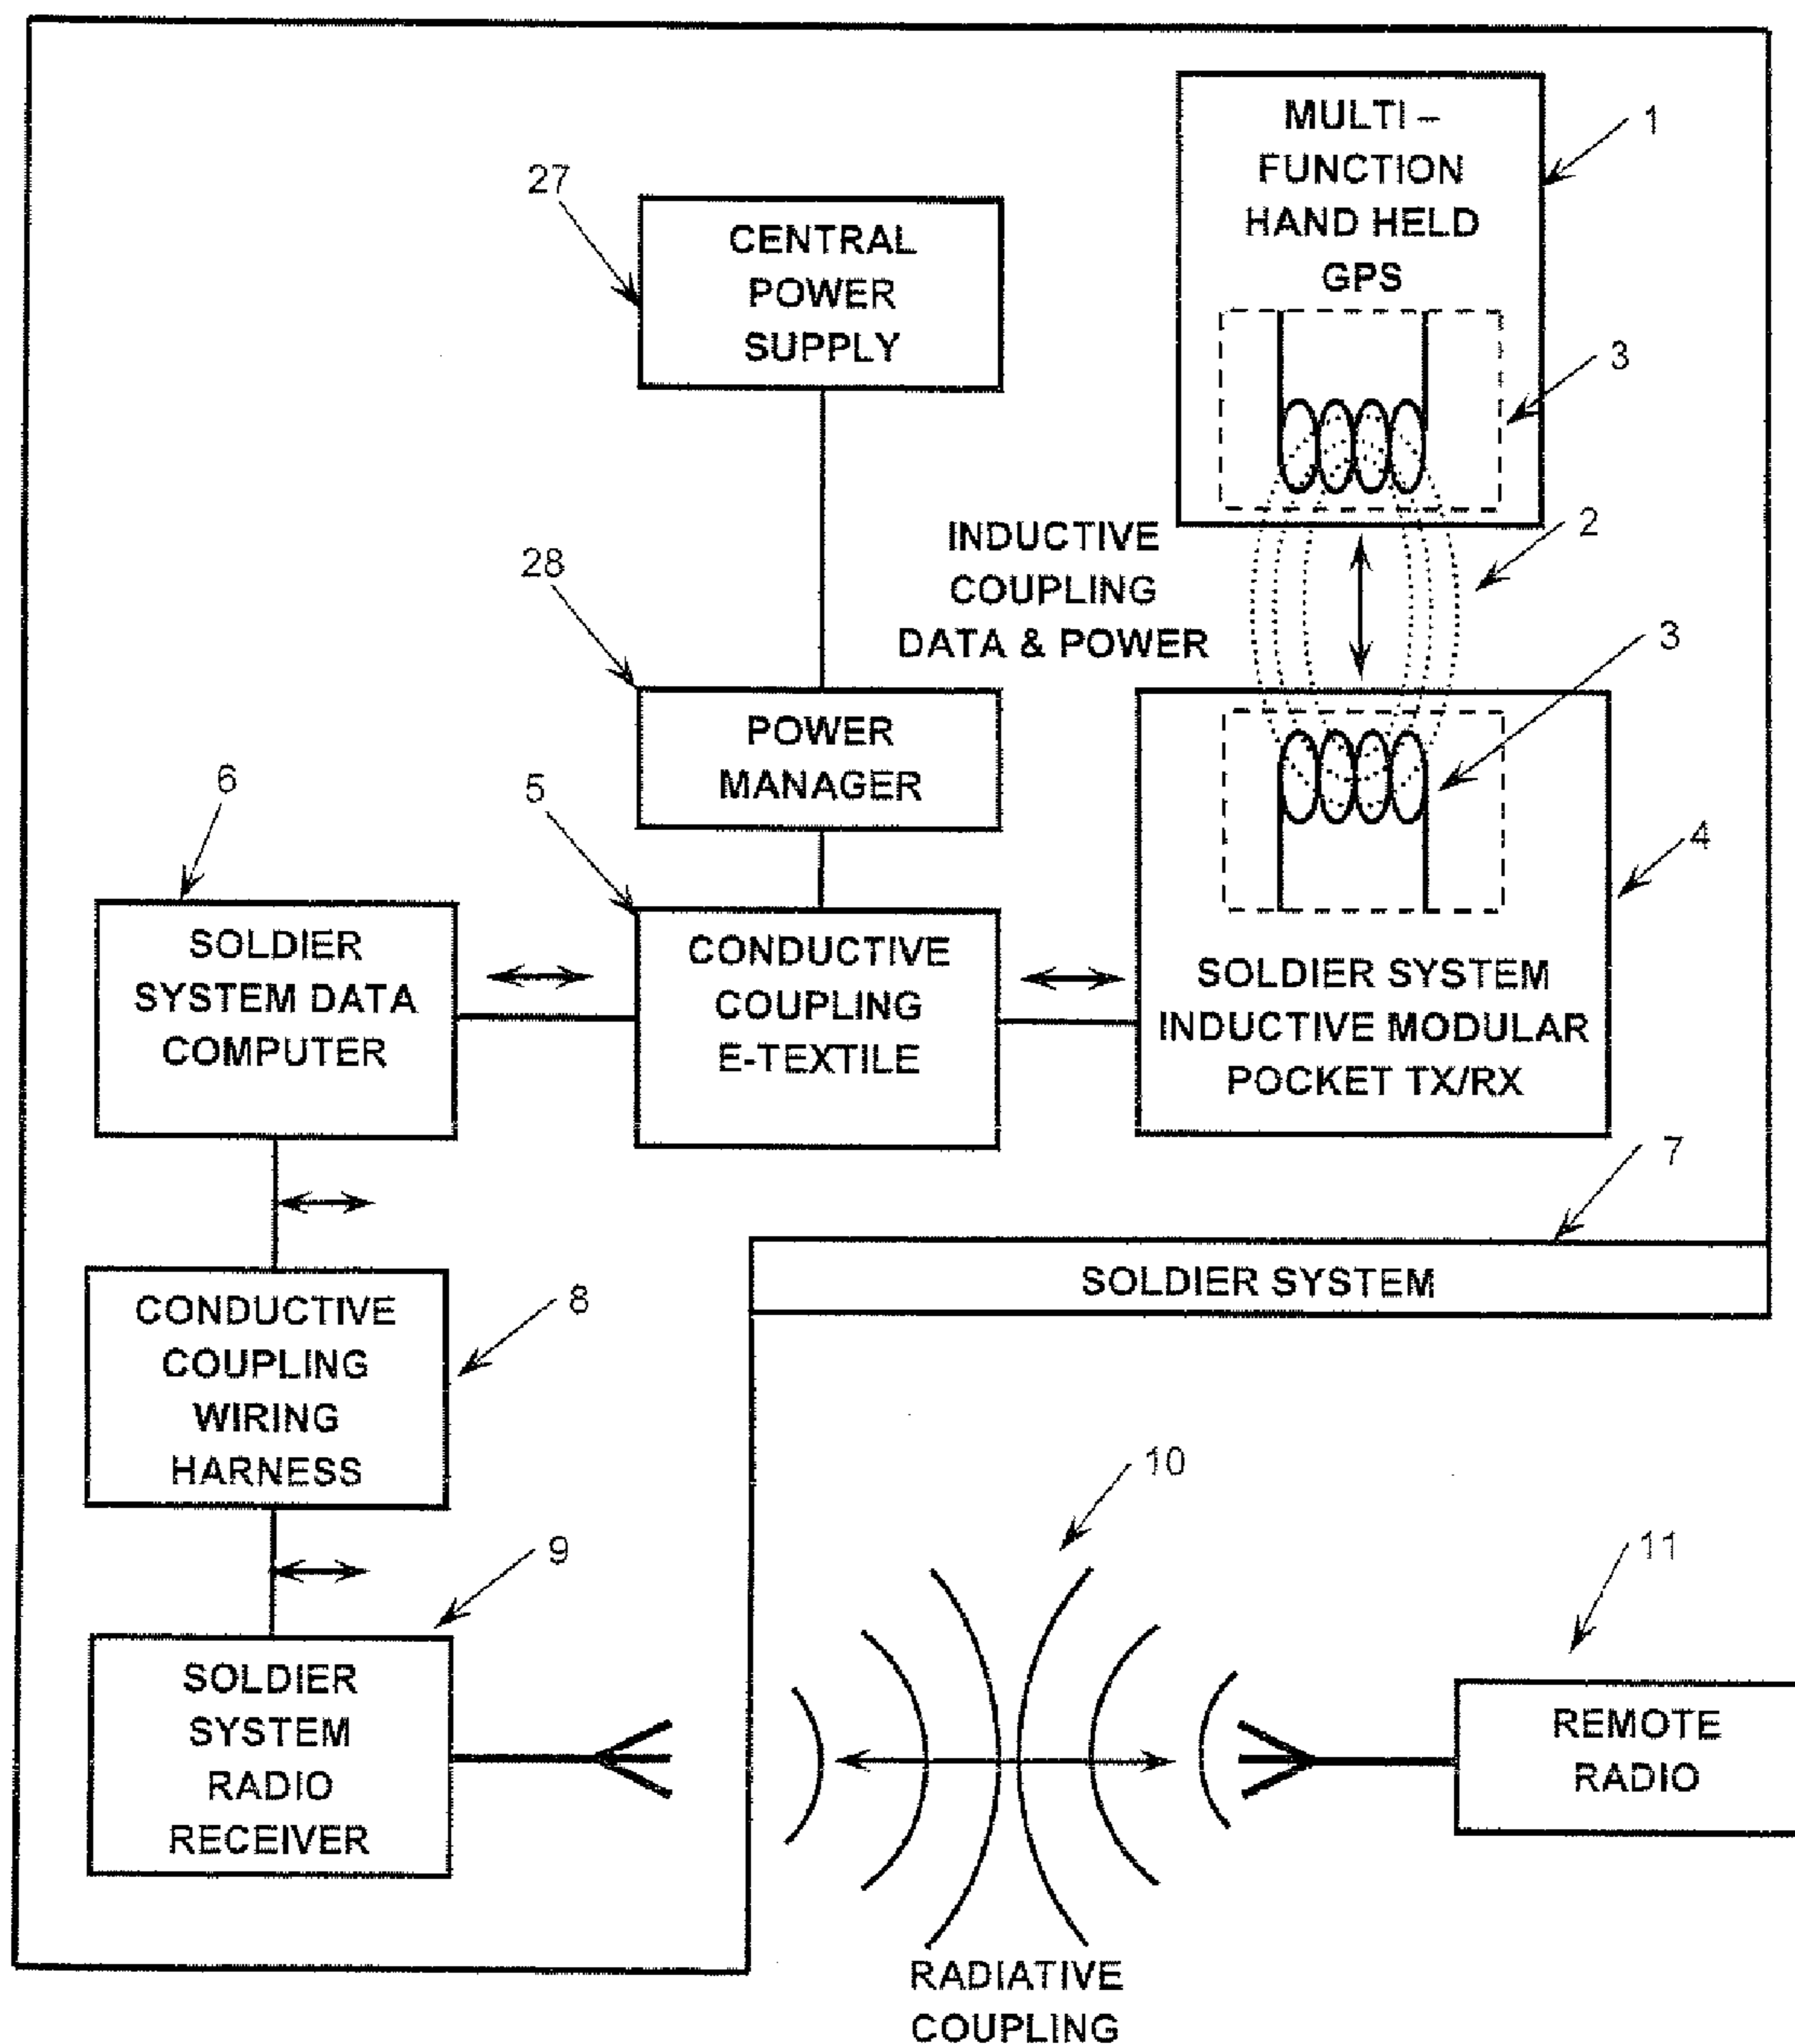 MULTI –
FUNCTION
HAND HELD
GPS
1
27
CENTRAL
POWER
SUPPLY
3
INDUCTIVE
COUPLING
DATA & POWER
2
28
POWER
MANAGER
3
6
5
4
SOLDIER
SYSTEM DATA
COMPUTER
CONDUCTIVE
COUPLING
E-TEXTILE
SOLDIER SYSTEM
INDUCTIVE MODULAR
POCKET TX/RX
7
SOLDIER SYSTEM
CONDUCTIVE
COUPLING
WIRING
HARNESS
8
10
9
11
SOLDIER
SYSTEM
RADIO
RECEIVER
REMOTE
RADIO
RADIATIVE
COUPLING